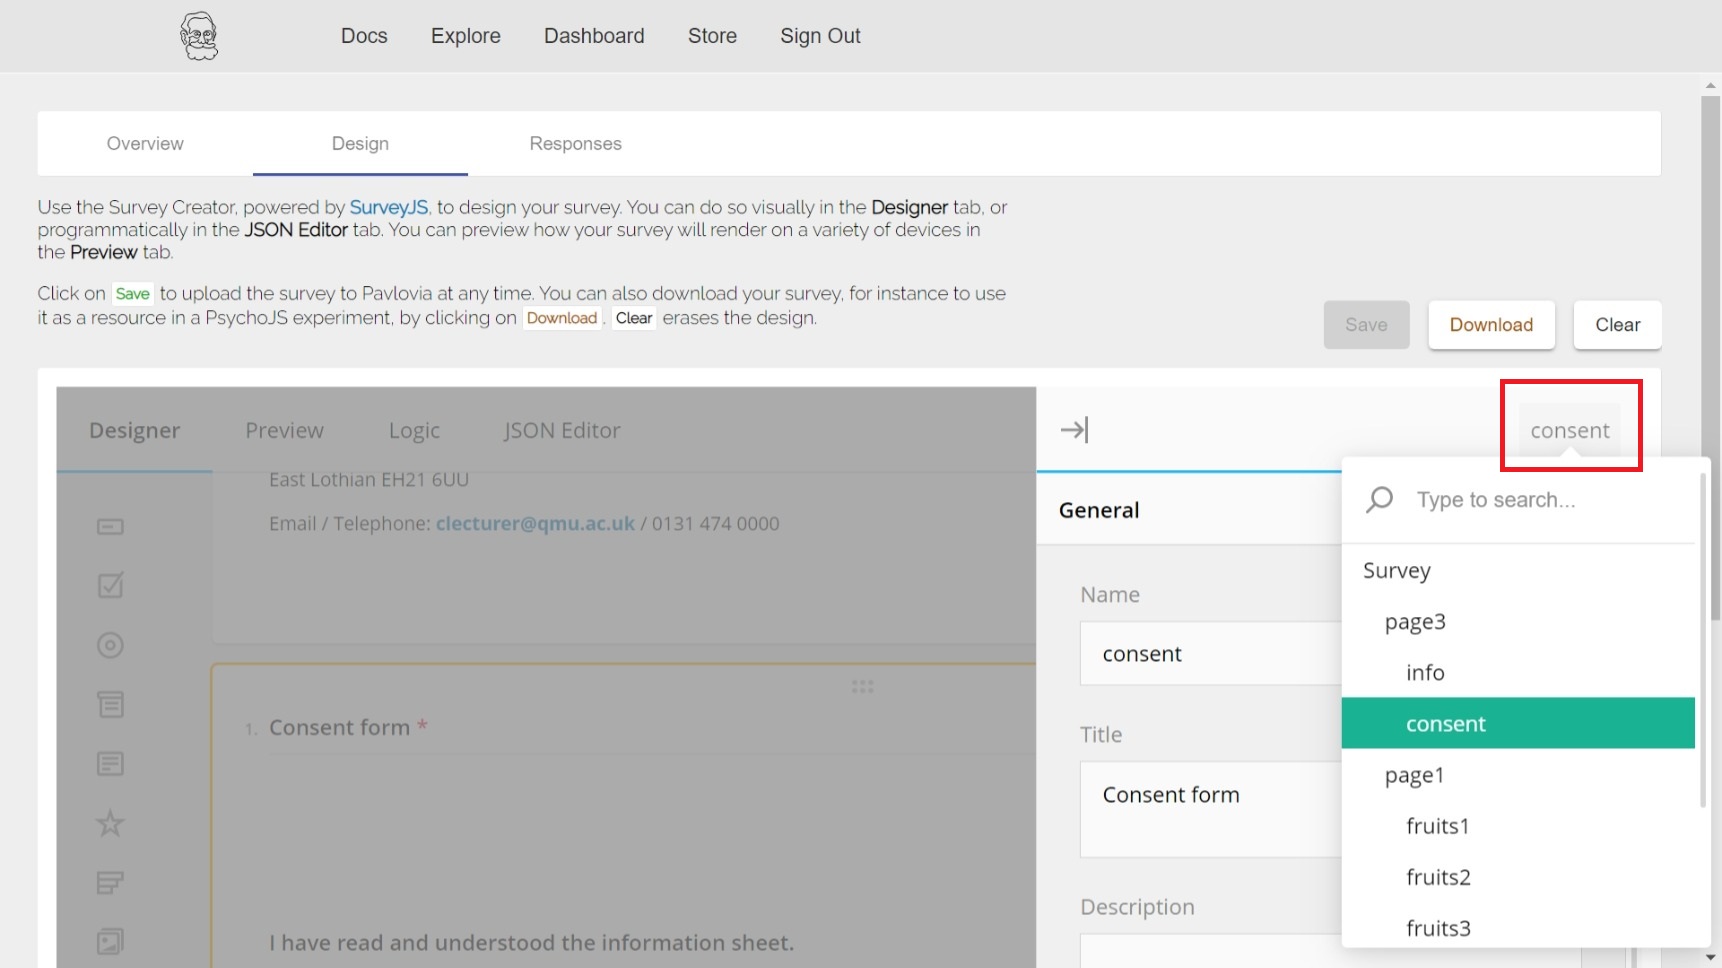 Docs Explore Dashboard Store Sign Out
Overview Design Responses
Use the Survey Creator, powered by SurveyJS, to design your survey. You can do so visually in the Designer tab, or
programmatically in the JSON Editor tab. You can preview how your survey will render on a variety of devices in
the Preview tab.
Click on Save to upload the survey to Pavlovia at any time. You can also download your survey, for instance to use
it as a resource in a PsychoJS experiment, by clicking on Download . Clear erases the design.
Save Download Clear
Designer Preview Logic JSON Editor
consent
East Lothian EH21 6UU
Email / Telephone: clecturer@qmu.ac.uk / 0131 474 0000
1. Consent form *
I have read and understood the information sheet.
General
Name
consent
Title
Consent form
Description
Type to search...
Survey
page3
info
consent
page1
fruits1
fruits2
fruits3